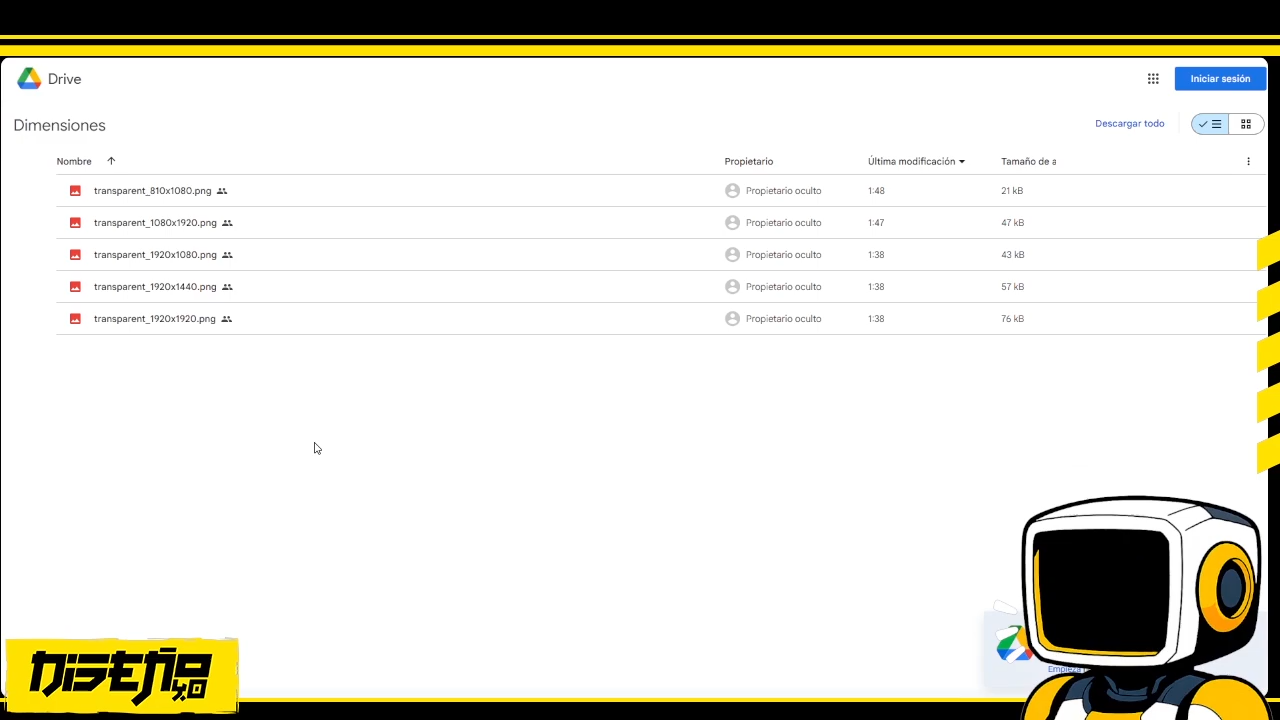 Drive
Iniciar sesión
Dimensiones
Descargar todo
Nombre
Propietario
Última modificación
Tamaño de a
transparent_810x1080.png
Propietario oculto
1:48
21 kB
transparent_1080x1920.png
Propietario oculto
1:47
47 kB
transparent_1920x1080.png
Propietario oculto
1:38
43 kB
transparent_1920x1440.png
Propietario oculto
1:38
57 kB
transparent_1920x1920.png
Propietario oculto
1:38
76 kB
DISEÑO